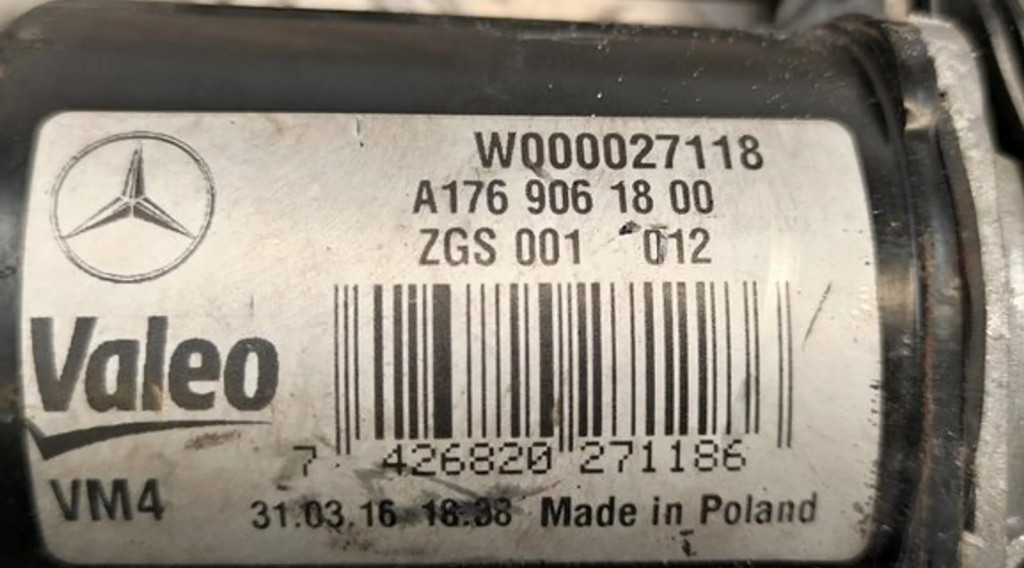 W000027118
A176 906 18 00
ZGS 001 012
Valeo
7 426820 271186
VM4
31.03.16 18:38 Made in Poland